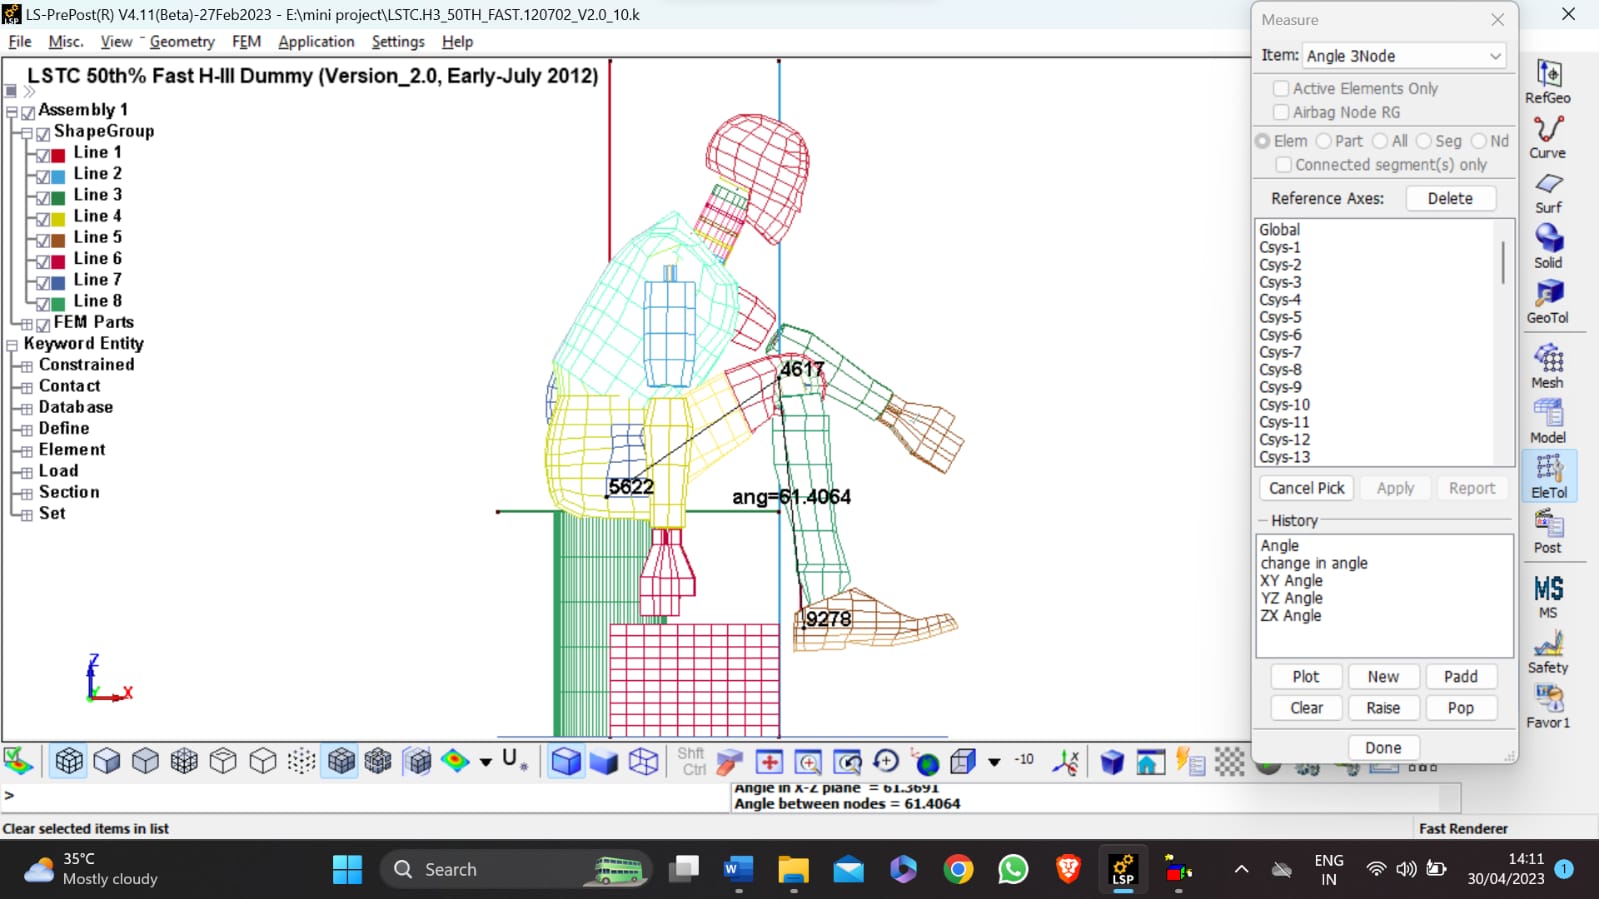 LS-PrePost(R) V4.11(Beta)-27Feb2023 - E:\mini project\LSTC.H3_50TH_FAST.120702_V2.0_10.k
File Misc. View Geometry FEM Application Settings Help
LSTC 50th% Fast H-III Dummy (Version_2.0, Early-July 2012)
Assembly 1
ShapeGroup
Line 1
Line 2
Line 3
Line 4
Line 5
Line 6
Line 7
Line 8
FEM Parts
Keyword Entity
Constrained
Contact
Database
Define
Element
Load
Section
Set
4617
5622
ang=61.4064
9278
Z
Y
X
Measure
Item: Angle 3Node
Active Elements Only
Airbag Node RG
Elem Part All Seg Nd
Connected segment(s) only
Reference Axes: Delete
Global
Csys-1
Csys-2
Csys-3
Csys-4
Csys-5
Csys-6
Csys-7
Csys-8
Csys-9
Csys-10
Csys-11
Csys-12
Csys-13
Cancel Pick Apply Report
History
Angle
change in angle
XY Angle
YZ Angle
ZX Angle
Plot New Padd
Clear Raise Pop
Done
RefGeo
Curve
Surf
Solid
GeoTol
Mesh
Model
EleTol
Post
MS
MS
Safety
Favor1
Shft
Ctrl
-10
>
Angle in X-Z plane = 61.3691
Angle between nodes = 61.4064
Clear selected items in list
Fast Renderer
35°C
Mostly cloudy
Search
LSP
ENG
IN
14:11
30/04/2023
1